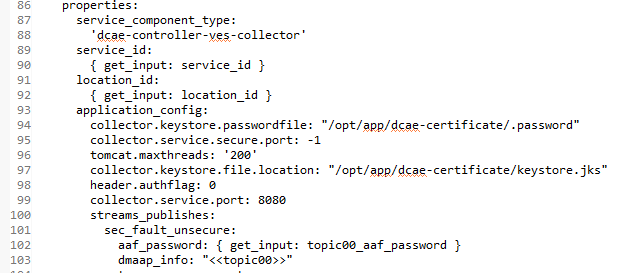 86 properties:
87 service_component_type:
88 'dcae-controller-ves-collector'
89 service_id:
90 { get_input: service_id }
91 location_id:
92 { get_input: location_id }
93 application_config:
94 collector.keystore.passwordfile: "/opt/app/dcae-certificate/.password"
95 collector.service.secure.port: -1
96 tomcat.maxthreads: '200'
97 collector.keystore.file.location: "/opt/app/dcae-certificate/keystore.jks"
98 header.authflag: 0
99 collector.service.port: 8080
100 streams_publishes:
101 sec_fault_unsecure:
102 aaf_password: { get_input: topic00_aaf_password }
103 dmaap_info: "<<topic00>>"